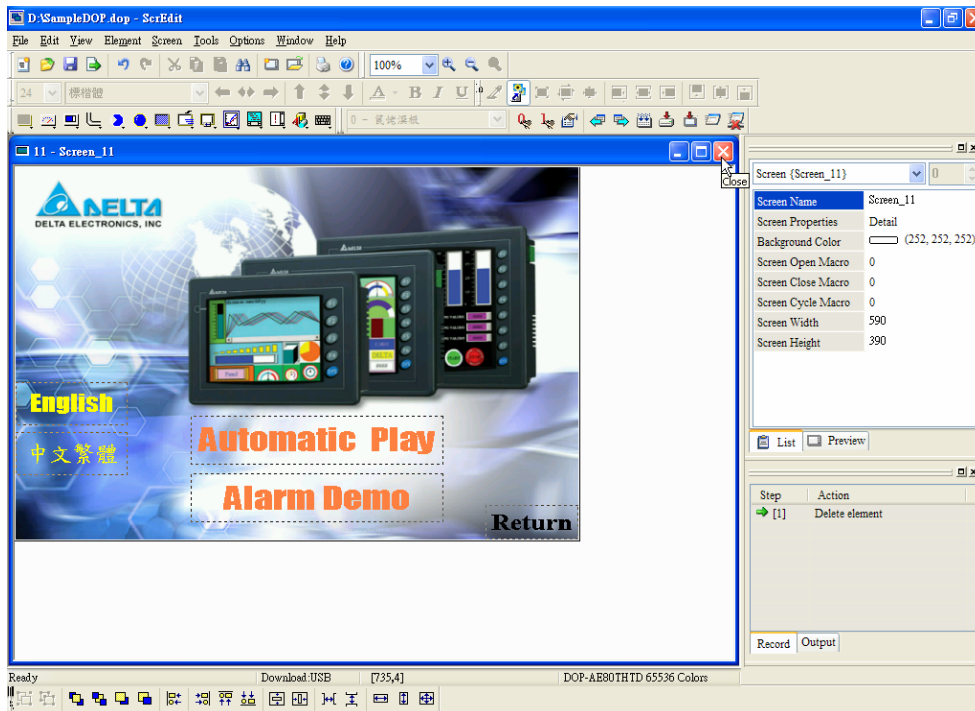 D:\SampleDOP.dop - ScrEdit
File Edit View Element Screen Tools Options Window Help
100%
24 標楷體
11 - Screen_11
Close
DELTA
DELTA ELECTRONICS, INC
English
中文繁體
Automatic Play
Alarm Demo
Return
Screen {Screen_11} 0
Screen Name Screen_11
Screen Properties Detail
Background Color (252, 252, 252)
Screen Open Macro 0
Screen Close Macro 0
Screen Cycle Macro 0
Screen Width 590
Screen Height 390
List Preview
Step Action
[1] Delete element
Record Output
Ready Download:USB [735,4] DOP-AE80THTD 65536 Colors